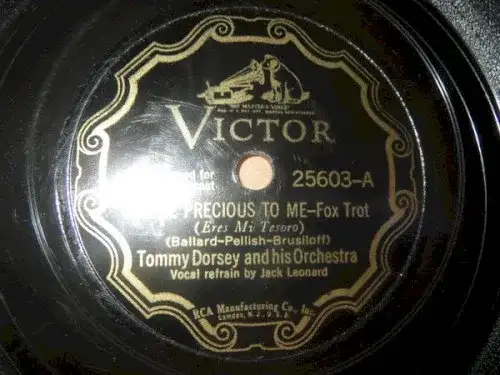 "HIS MASTER'S VOICE"
VICTOR
for
25603-A
PRECIOUS TO ME—Fox Trot
(Eres Mi Tesoro)
(Ballard-Pellish-Brusiloff)
Tommy Dorsey and his Orchestra
Vocal refrain by Jack Leonard
RCA Manufacturing Co., Inc.
Camden, N.J., U.S.A.